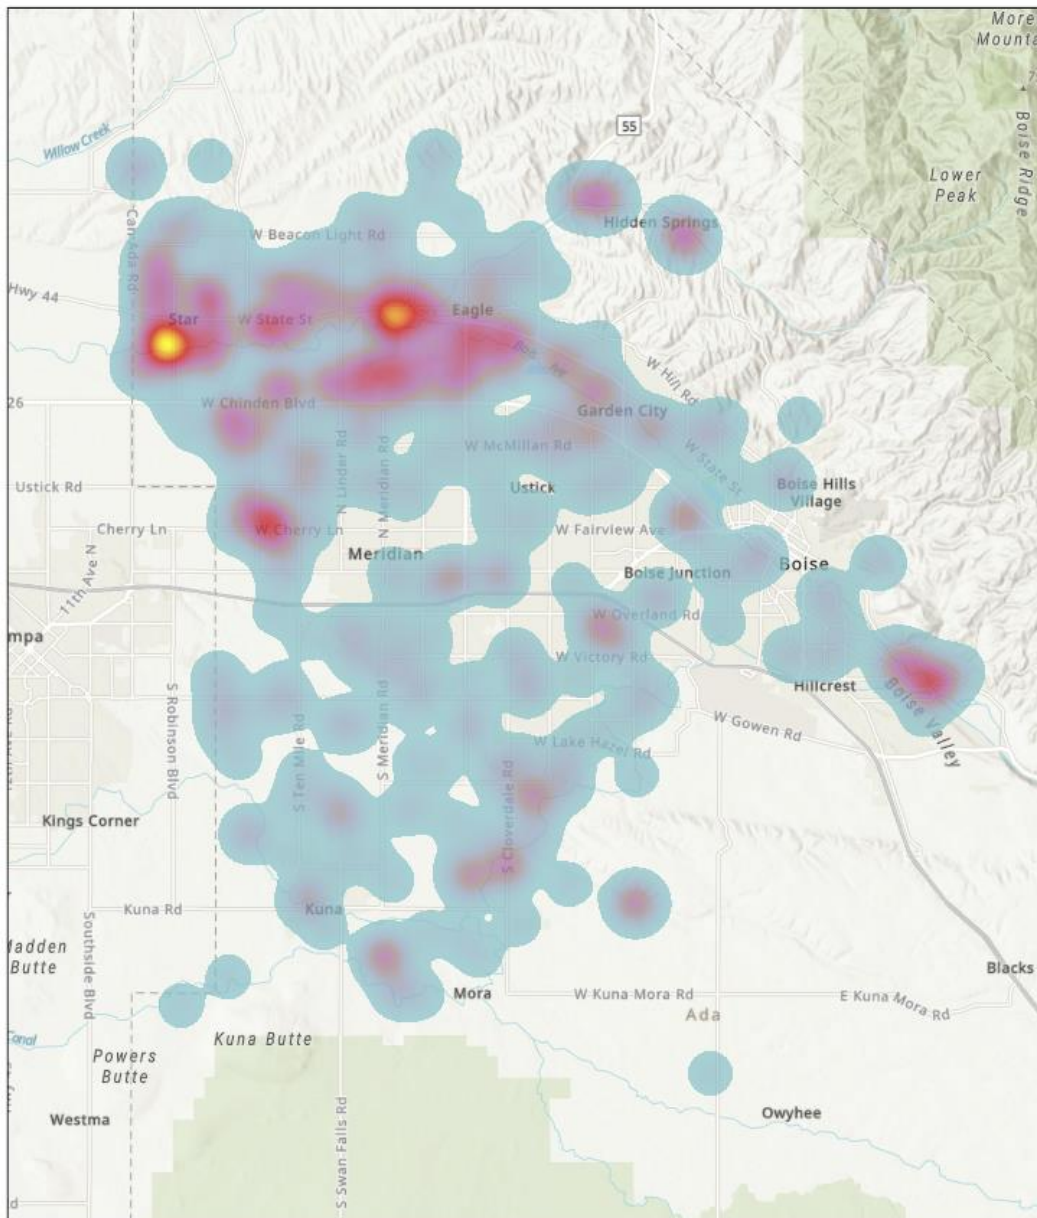 More
Mounta
55
Willow Creek
Lower
Peak
Boise Ridge
Can Ada Rd
W Beacon Light Rd
Hidden Springs
Hwy 44
Star
W State St
Eagle
W Hill Rd
26
W Chinden Blvd
Garden City
N Linder Rd
N Meridian Rd
W McMillan Rd
W State St
Ustick Rd
Ustick
Boise Hills
Village
Cherry Ln
W Cherry Ln
W Fairview Ave
11th Ave N
Meridian
Boise Junction
Boise
mpa
W Overland Rd
W Victory Rd
S Robinson Blvd
Hillcrest
Boise Valley
S Ten Mile Rd
S Meridian Rd
W Gowen Rd
W Lake Hazel Rd
12th Ave Rd
S Cloverdale Rd
Kings Corner
Kuna Rd
Kuna
Southside Blvd
Madden
Butte
Blacks
Mora
W Kuna Mora Rd
E Kuna Mora Rd
Ada
Canal
Kuna Butte
Powers
Butte
Westma
S Swan Falls Rd
Owyhee
d